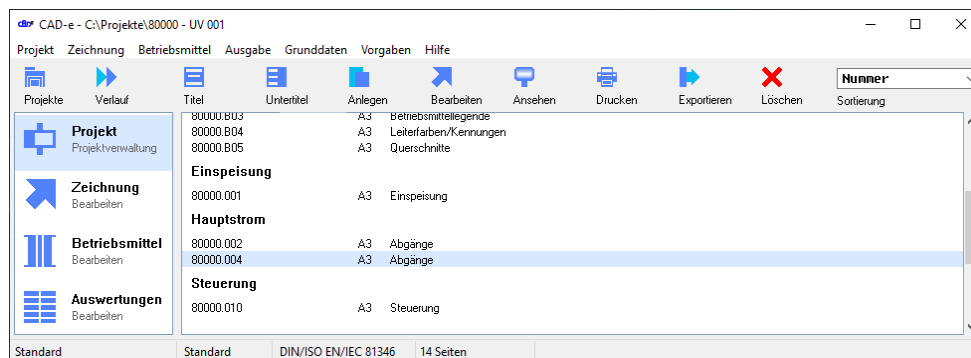 CAD-e - C:\Projekte\80000 - UV 001
Projekt Zeichnung Betriebsmittel Ausgabe Grunddaten Vorgaben Hilfe
Projekte Verlauf Titel Untertitel Anlegen Bearbeiten Ansehen Drucken Exportieren Löschen
Nummer
Sortierung
Projekt
Projektverwaltung
Zeichnung
Bearbeiten
Betriebsmittel
Bearbeiten
Auswertungen
Bearbeiten
80000.B03 A3 Betriebsmittellegende
80000.B04 A3 Leiterfarben/Kennungen
80000.B05 A3 Querschnitte
Einspeisung
80000.001 A3 Einspeisung
Hauptstrom
80000.002 A3 Abgänge
80000.004 A3 Abgänge
Steuerung
80000.010 A3 Steuerung
Standard Standard DIN/ISO EN/IEC 81346 14 Seiten